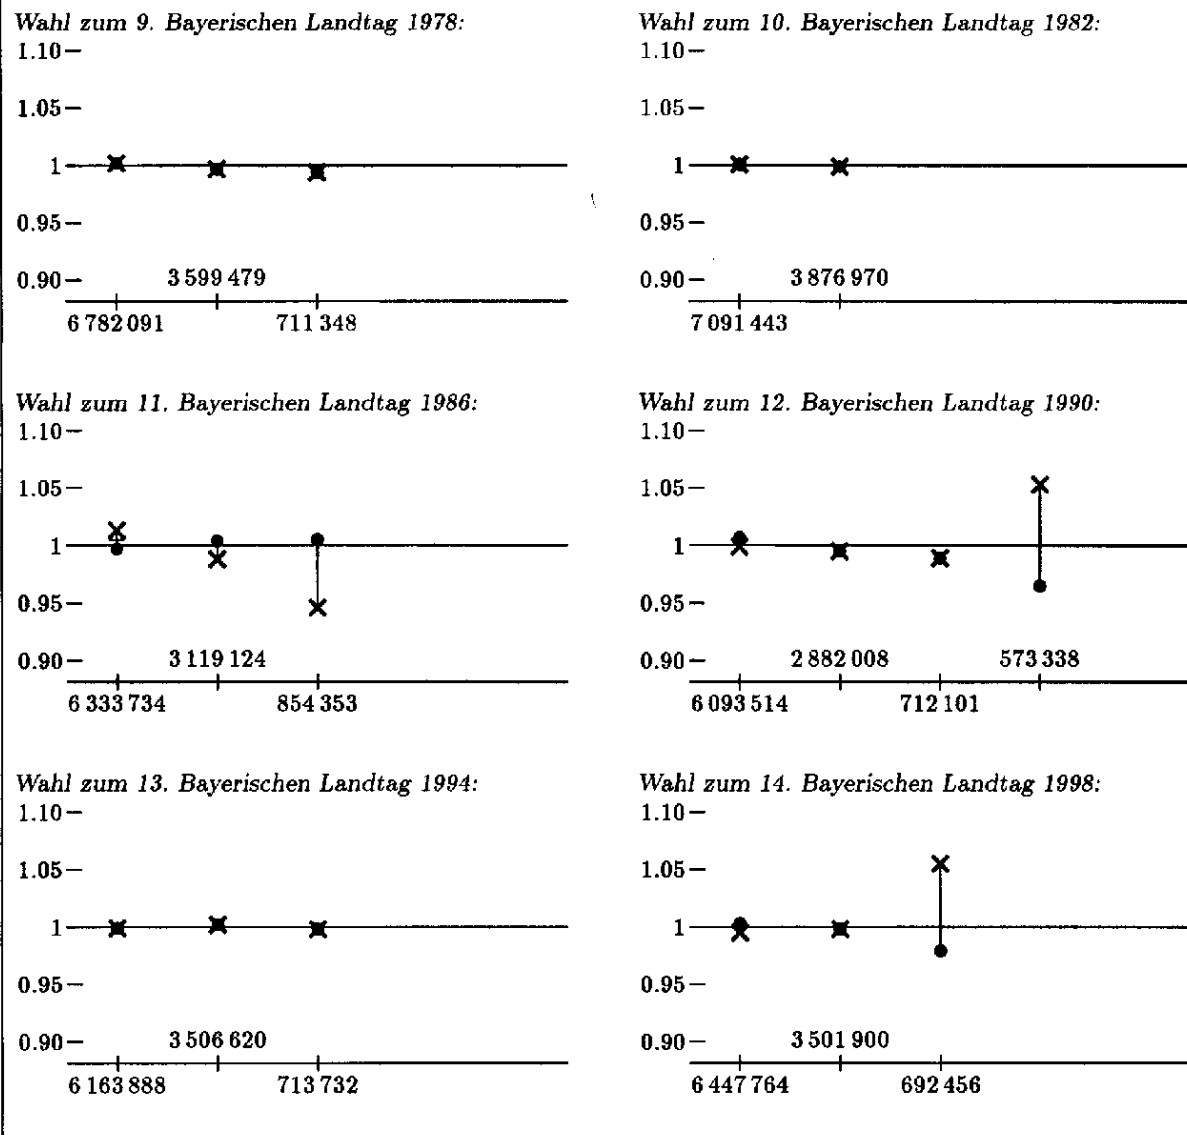 Wahl zum 9. Bayerischen Landtag 1978:
1.10
1.05
1
0.95
0.90
3 599 479
6 782 091 711 348
Wahl zum 10. Bayerischen Landtag 1982:
1.10
1.05
1
0.95
0.90
3 876 970
7 091 443
Wahl zum 11. Bayerischen Landtag 1986:
1.10
1.05
1
0.95
0.90
3 119 124
6 333 734 854 353
Wahl zum 12. Bayerischen Landtag 1990:
1.10
1.05
1
0.95
0.90
2 882 008 573 338
6 093 514 712 101
Wahl zum 13. Bayerischen Landtag 1994:
1.10
1.05
1
0.95
0.90
3 506 620
6 163 888 713 732
Wahl zum 14. Bayerischen Landtag 1998:
1.10
1.05
1
0.95
0.90
3 501 900
6 447 764 692 456